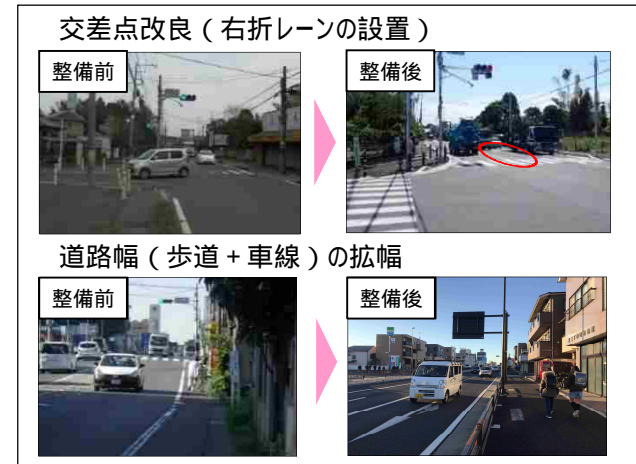 交差点改良（右折レーンの設置）
整備前
整備後
道路幅（歩道＋車線）の拡幅
整備前
整備後